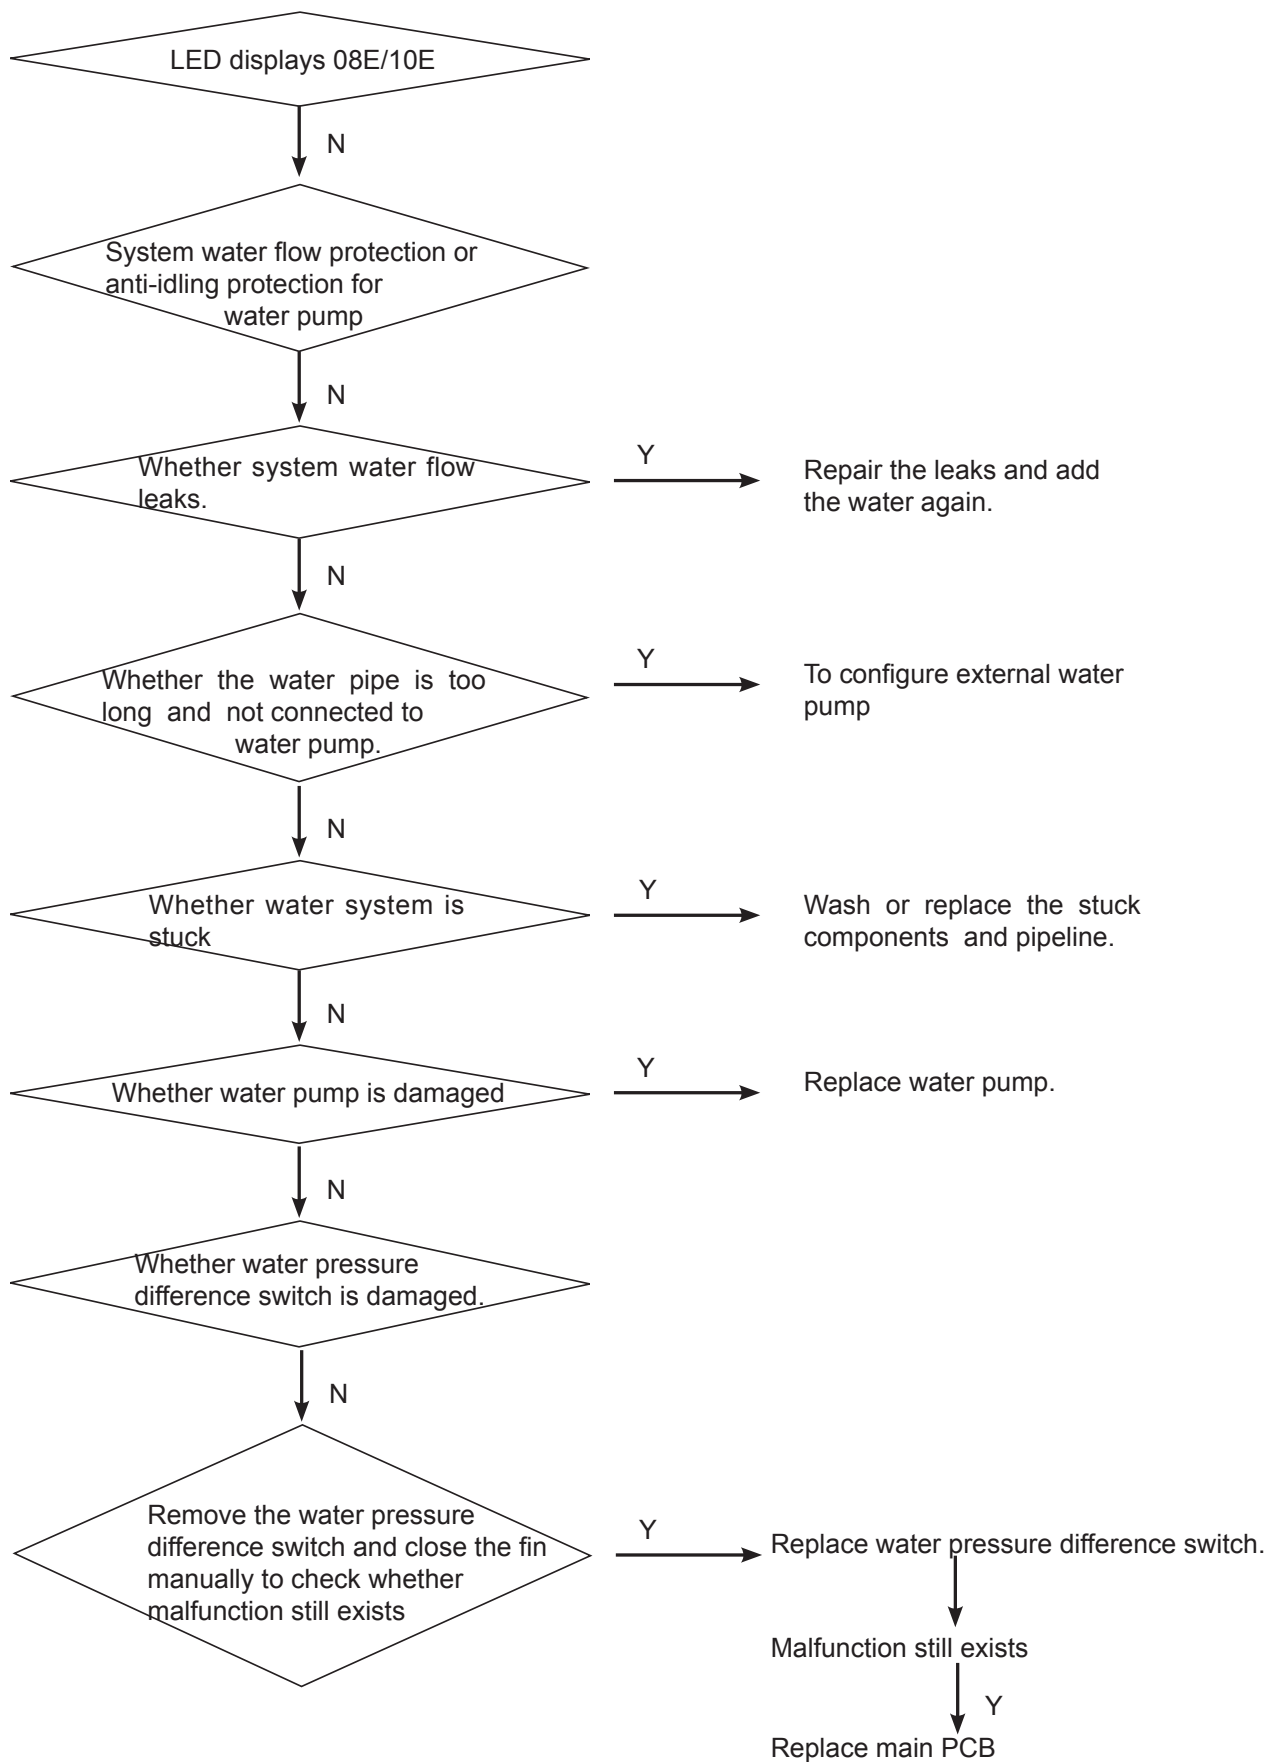 LED displays 08E/10E
N
System water flow protection or
anti-idling protection for
water pump
N
Whether system water flow
leaks.
Y
Repair the leaks and add
the water again.
N
Whether the water pipe is too
long and not connected to
water pump.
Y
To configure external water
pump
N
Whether water system is
stuck
Y
Wash or replace the stuck
components and pipeline.
N
Whether water pump is damaged
Y
Replace water pump.
N
Whether water pressure
difference switch is damaged.
N
Remove the water pressure
difference switch and close the fin
manually to check whether
malfunction still exists
Y
Replace water pressure difference switch.
Malfunction still exists
Y
Replace main PCB